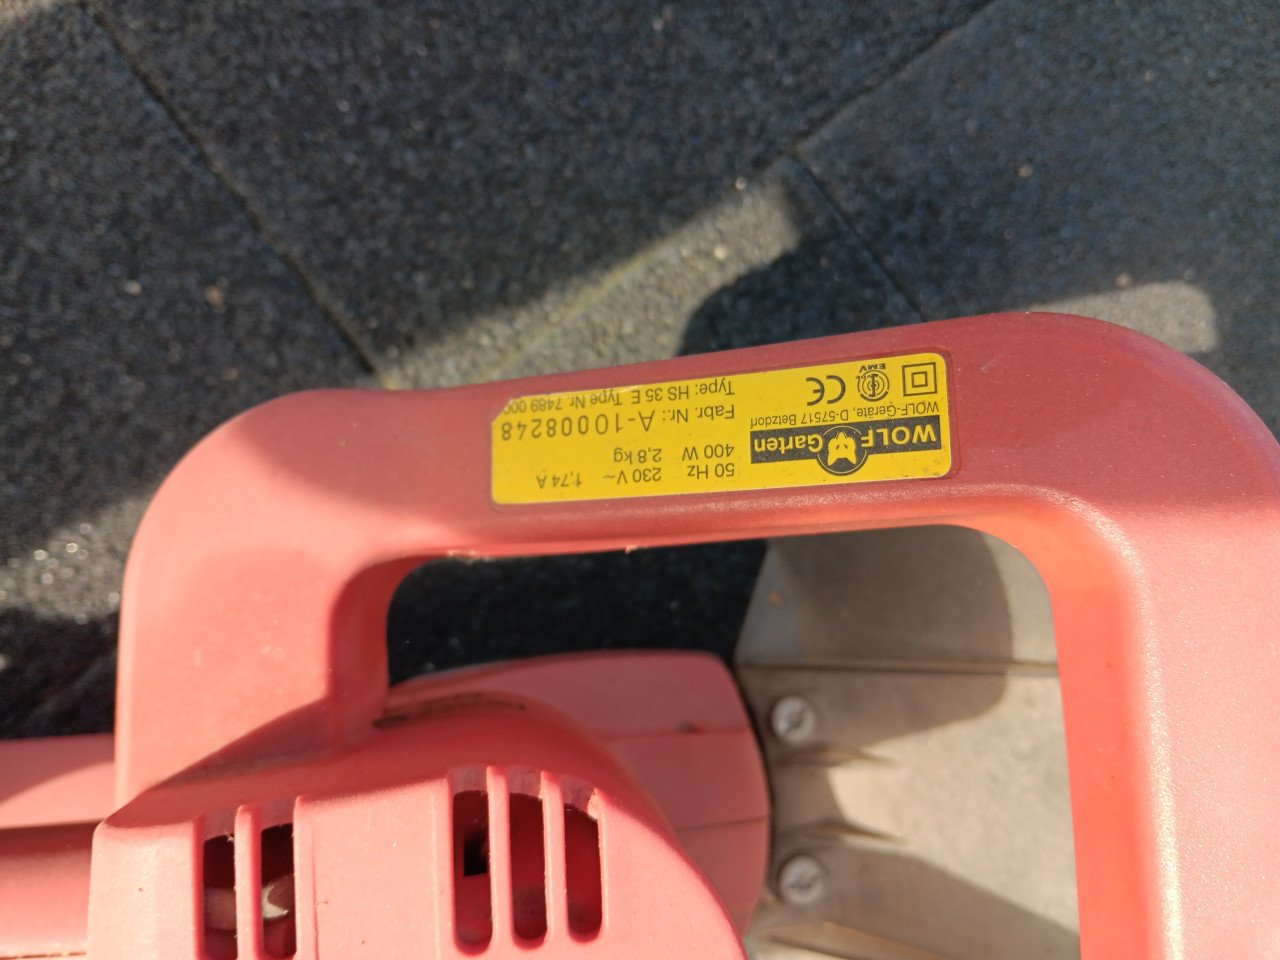 WOLF Garten
WOLF-Geräte, D-57517 Betzdorf
CE
EMV
50 Hz 230 V~ 1,74 A
400 W 2,8 kg
Fabr. Nr.: A-10008248
Type: HS 35 E Type Nr. 7489 000